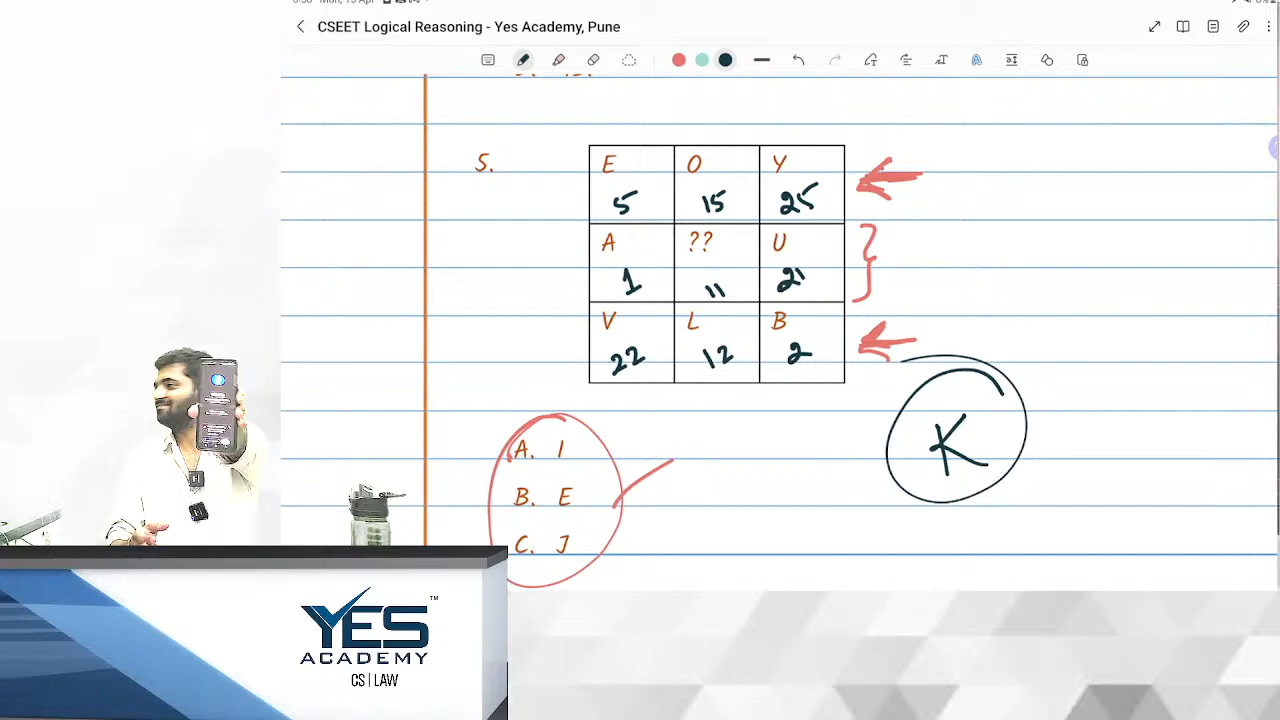 CSEET Logical Reasoning - Yes Academy, Pune
5.
E O Y
5 15 25
A ?? U
1 11 21
V L B
22 12 2
K
A. I
B. E
C. J
YES™
ACADEMY
CS | LAW